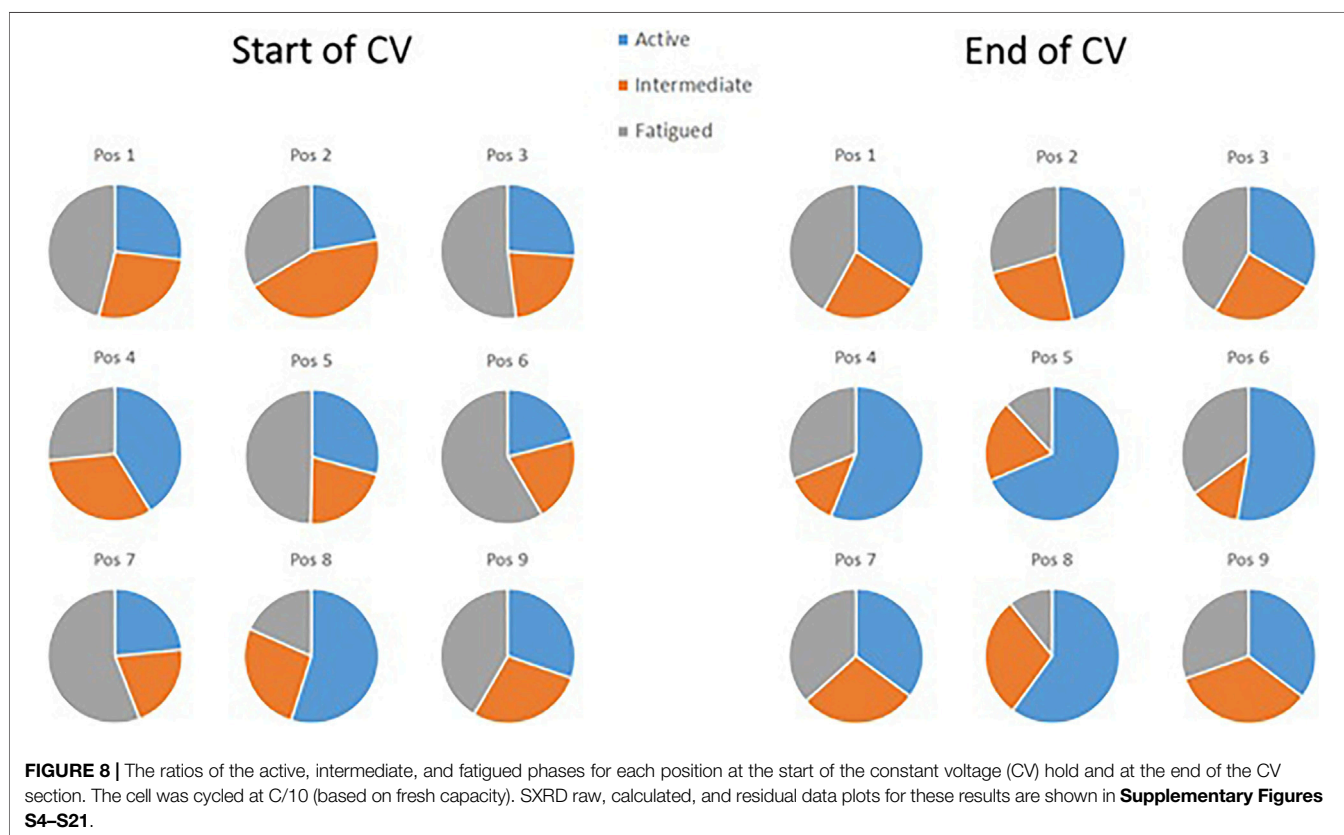 Start of CV
Active
Intermediate
Fatigued
End of CV
Pos 1
Pos 2
Pos 3
Pos 4
Pos 5
Pos 6
Pos 7
Pos 8
Pos 9
Pos 1
Pos 2
Pos 3
Pos 4
Pos 5
Pos 6
Pos 7
Pos 8
Pos 9
FIGURE 8 | The ratios of the active, intermediate, and fatigued phases for each position at the start of the constant voltage (CV) hold and at the end of the CV
section. The cell was cycled at C/10 (based on fresh capacity). SXRD raw, calculated, and residual data plots for these results are shown in Supplementary Figures
S4–S21.